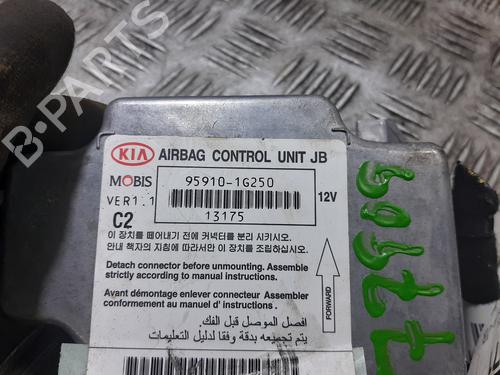 B-PARTS
KIA AIRBAG CONTROL UNIT JB
MOBIS 95910-1G250 12V
VER1.1 13175
C2
이 장치를 떼어내기 전에 커넥터를 분리 시키시오.
안내 책자의 지침에 따라서만 이 장치를 조립하십시오.
Detach connector before unmounting. Assemble
strictly according to manual instructions.
Avant démontage enlever connecteur Assembler
conformement au manuel d' instructions.
افصل الموصل قبل الفك.
يتم تجميعه بدقة وفقا لدليل التعليمات
FORWARD